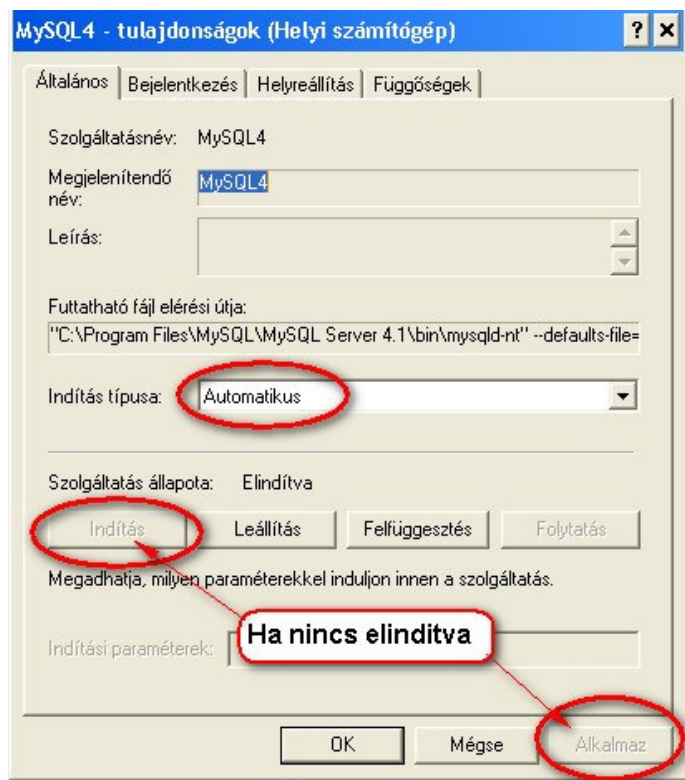 MySQL4 - tulajdonságok (Helyi számítógép)
Általános Bejelentkezés Helyreállítás Függőségek
Szolgáltatásnév: MySQL4
Megjelenítendő név: MySQL4
Leírás:
Futtatható fájl elérési útja:
"C:\Program Files\MySQL\MySQL Server 4.1\bin\mysqld-nt" --defaults-file=
Indítás típusa: Automatikus
Szolgáltatás állapota: Elindítva
Indítás Leállítás Felfüggesztés Folytatás
Megadhatja, milyen paraméterekkel induljon innen a szolgáltatás.
Ha nincs elinditva
Indítási paraméterek:
OK Mégse Alkalmaz